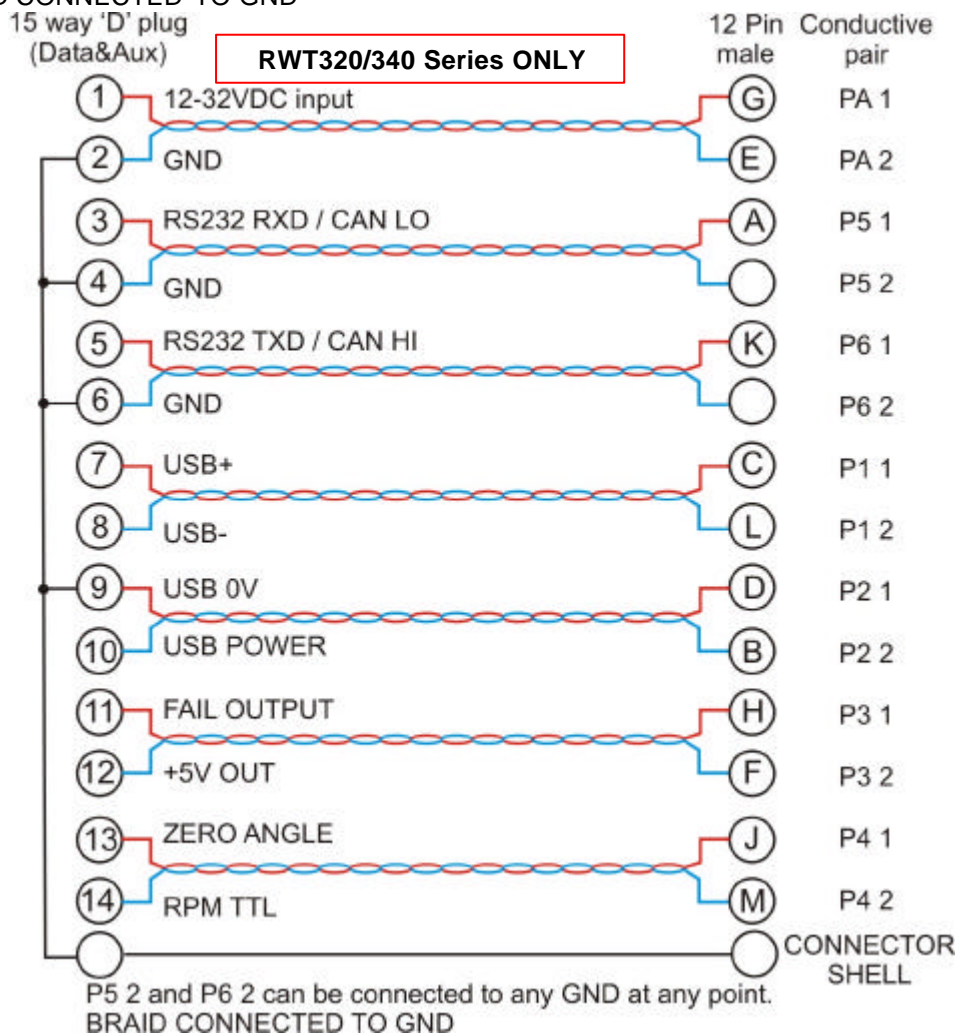 CONNECTED TO GND
15 way 'D' plug
(Data&Aux)
12 Pin
male
Conductive
pair
RWT320/340 Series ONLY
1 12-32VDC input G PA 1
2 GND E PA 2
3 RS232 RXD / CAN LO A P5 1
4 GND P5 2
5 RS232 TXD / CAN HI K P6 1
6 GND P6 2
7 USB+ C P1 1
8 USB- L P1 2
9 USB 0V D P2 1
10 USB POWER B P2 2
11 FAIL OUTPUT H P3 1
12 +5V OUT F P3 2
13 ZERO ANGLE J P4 1
14 RPM TTL M P4 2
CONNECTOR
SHELL
P5 2 and P6 2 can be connected to any GND at any point.
BRAID CONNECTED TO GND